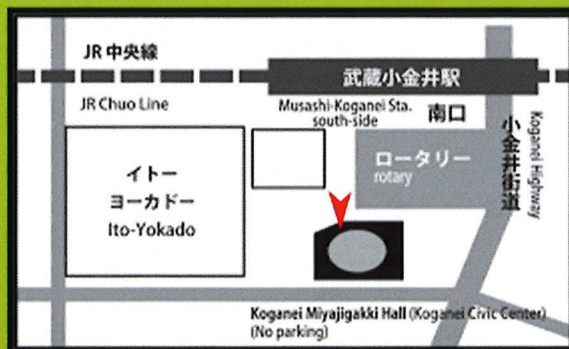 JR 中央線
武蔵小金井駅
JR Chuo Line
Musashi-Koganei Sta.
south-side
南口
小金井街道
Koganei Highway
イトー
ヨーカドー
Ito-Yokado
ロータリー
rotary
Koganei Miyajigakki Hall (Koganei Civic Center)
(No parking)